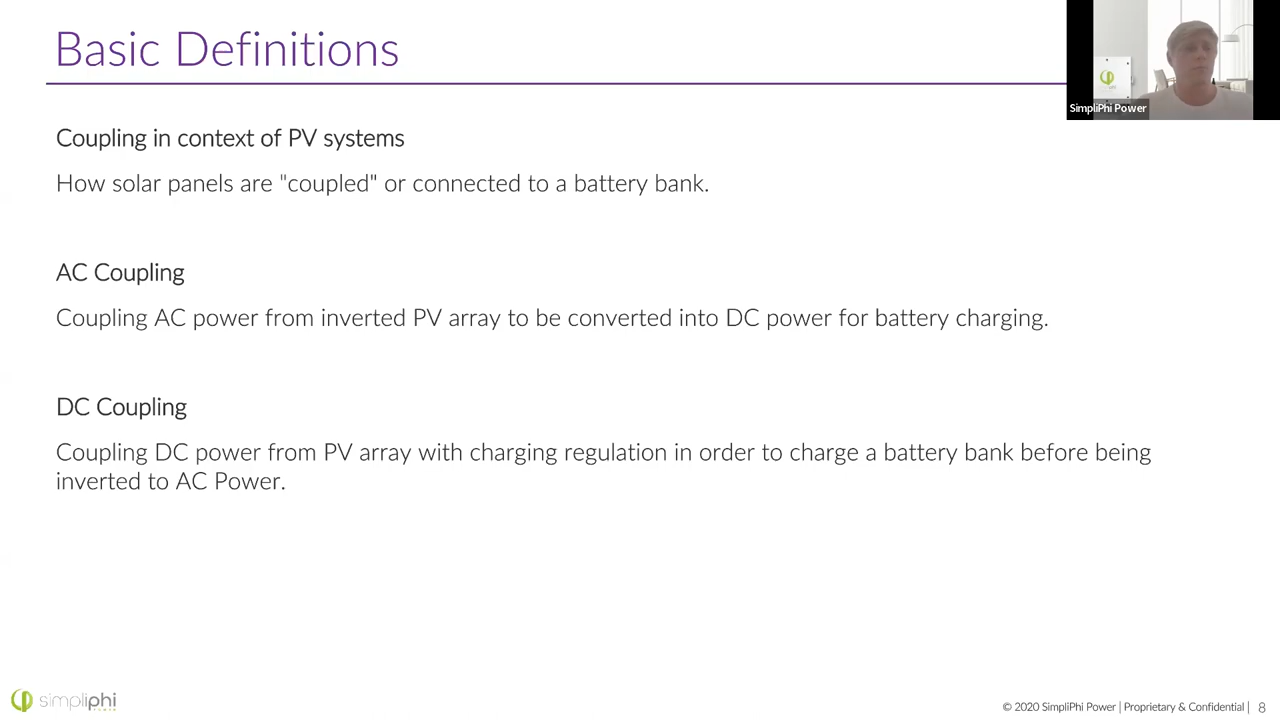 Basic Definitions
SimpliPhi Power
Coupling in context of PV systems
How solar panels are "coupled" or connected to a battery bank.
AC Coupling
Coupling AC power from inverted PV array to be converted into DC power for battery charging.
DC Coupling
Coupling DC power from PV array with charging regulation in order to charge a battery bank before being
inverted to AC Power.
simpliphi
POWER
© 2020 SimpliPhi Power | Proprietary & Confidential | 8